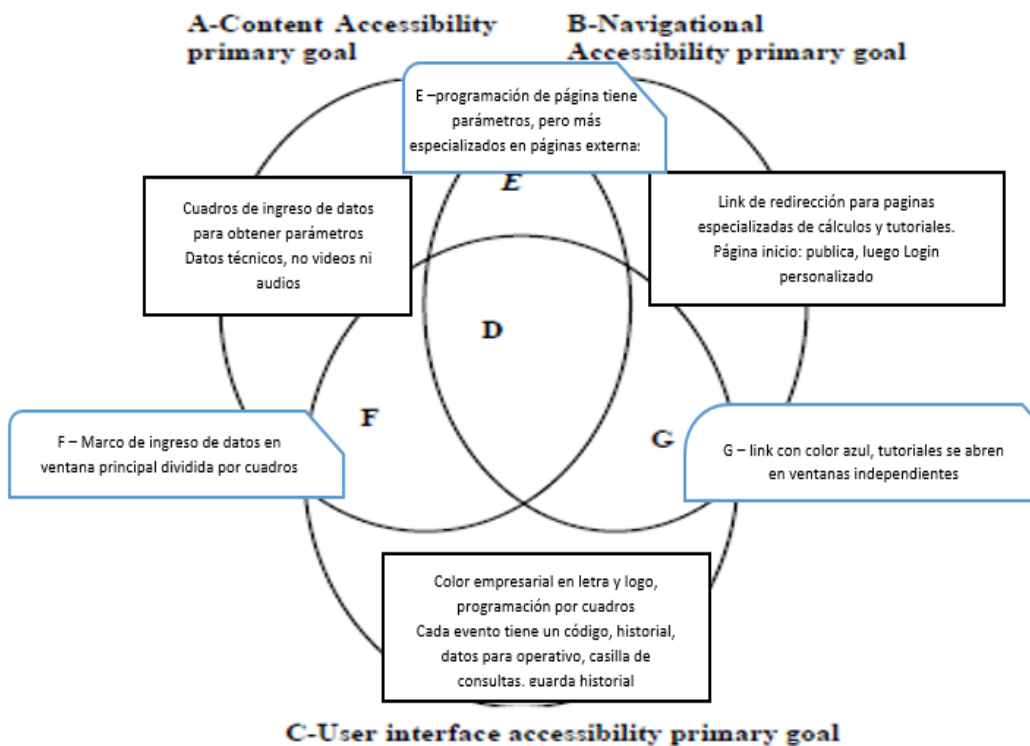 A-Content Accessibility
primary goal
B-Navigational
Accessibility primary goal
E –programación de página tiene
parámetros, pero más
especializados en páginas externas
E
Cuadros de ingreso de datos
para obtener parámetros
Datos técnicos, no videos ni
audios
Link de redirección para paginas
especializadas de cálculos y tutoriales.
Página inicio: publica, luego Login
personalizado
D
F
G
F – Marco de ingreso de datos en
ventana principal dividida por cuadros
G – link con color azul, tutoriales se abren
en ventanas independientes
Color empresarial en letra y logo,
programación por cuadros
Cada evento tiene un código, historial,
datos para operativo, casilla de
consultas, guarda historial
C-User interface accessibility primary goal